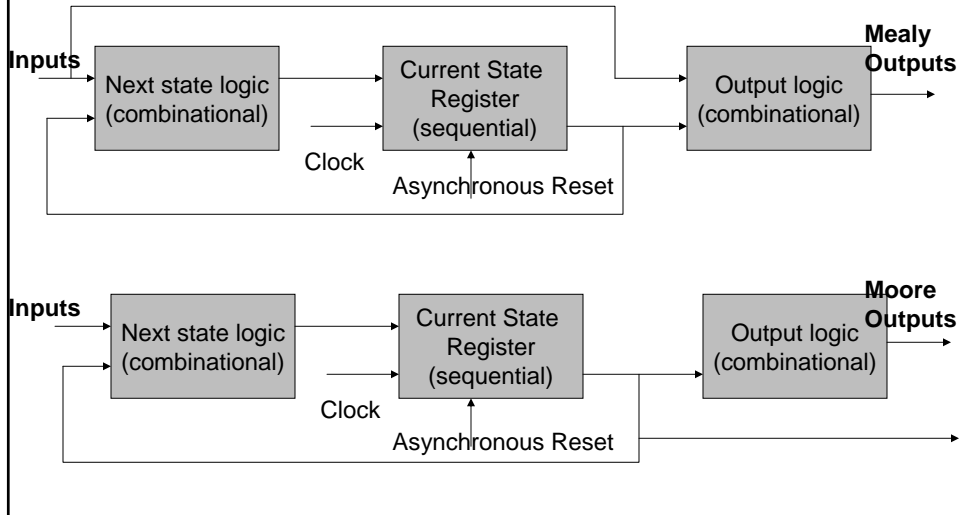 Inputs
Next state logic
(combinational)
Current State
Register
(sequential)
Clock
Asynchronous Reset
Output logic
(combinational)
Mealy
Outputs
Inputs
Next state logic
(combinational)
Current State
Register
(sequential)
Clock
Asynchronous Reset
Output logic
(combinational)
Moore
Outputs